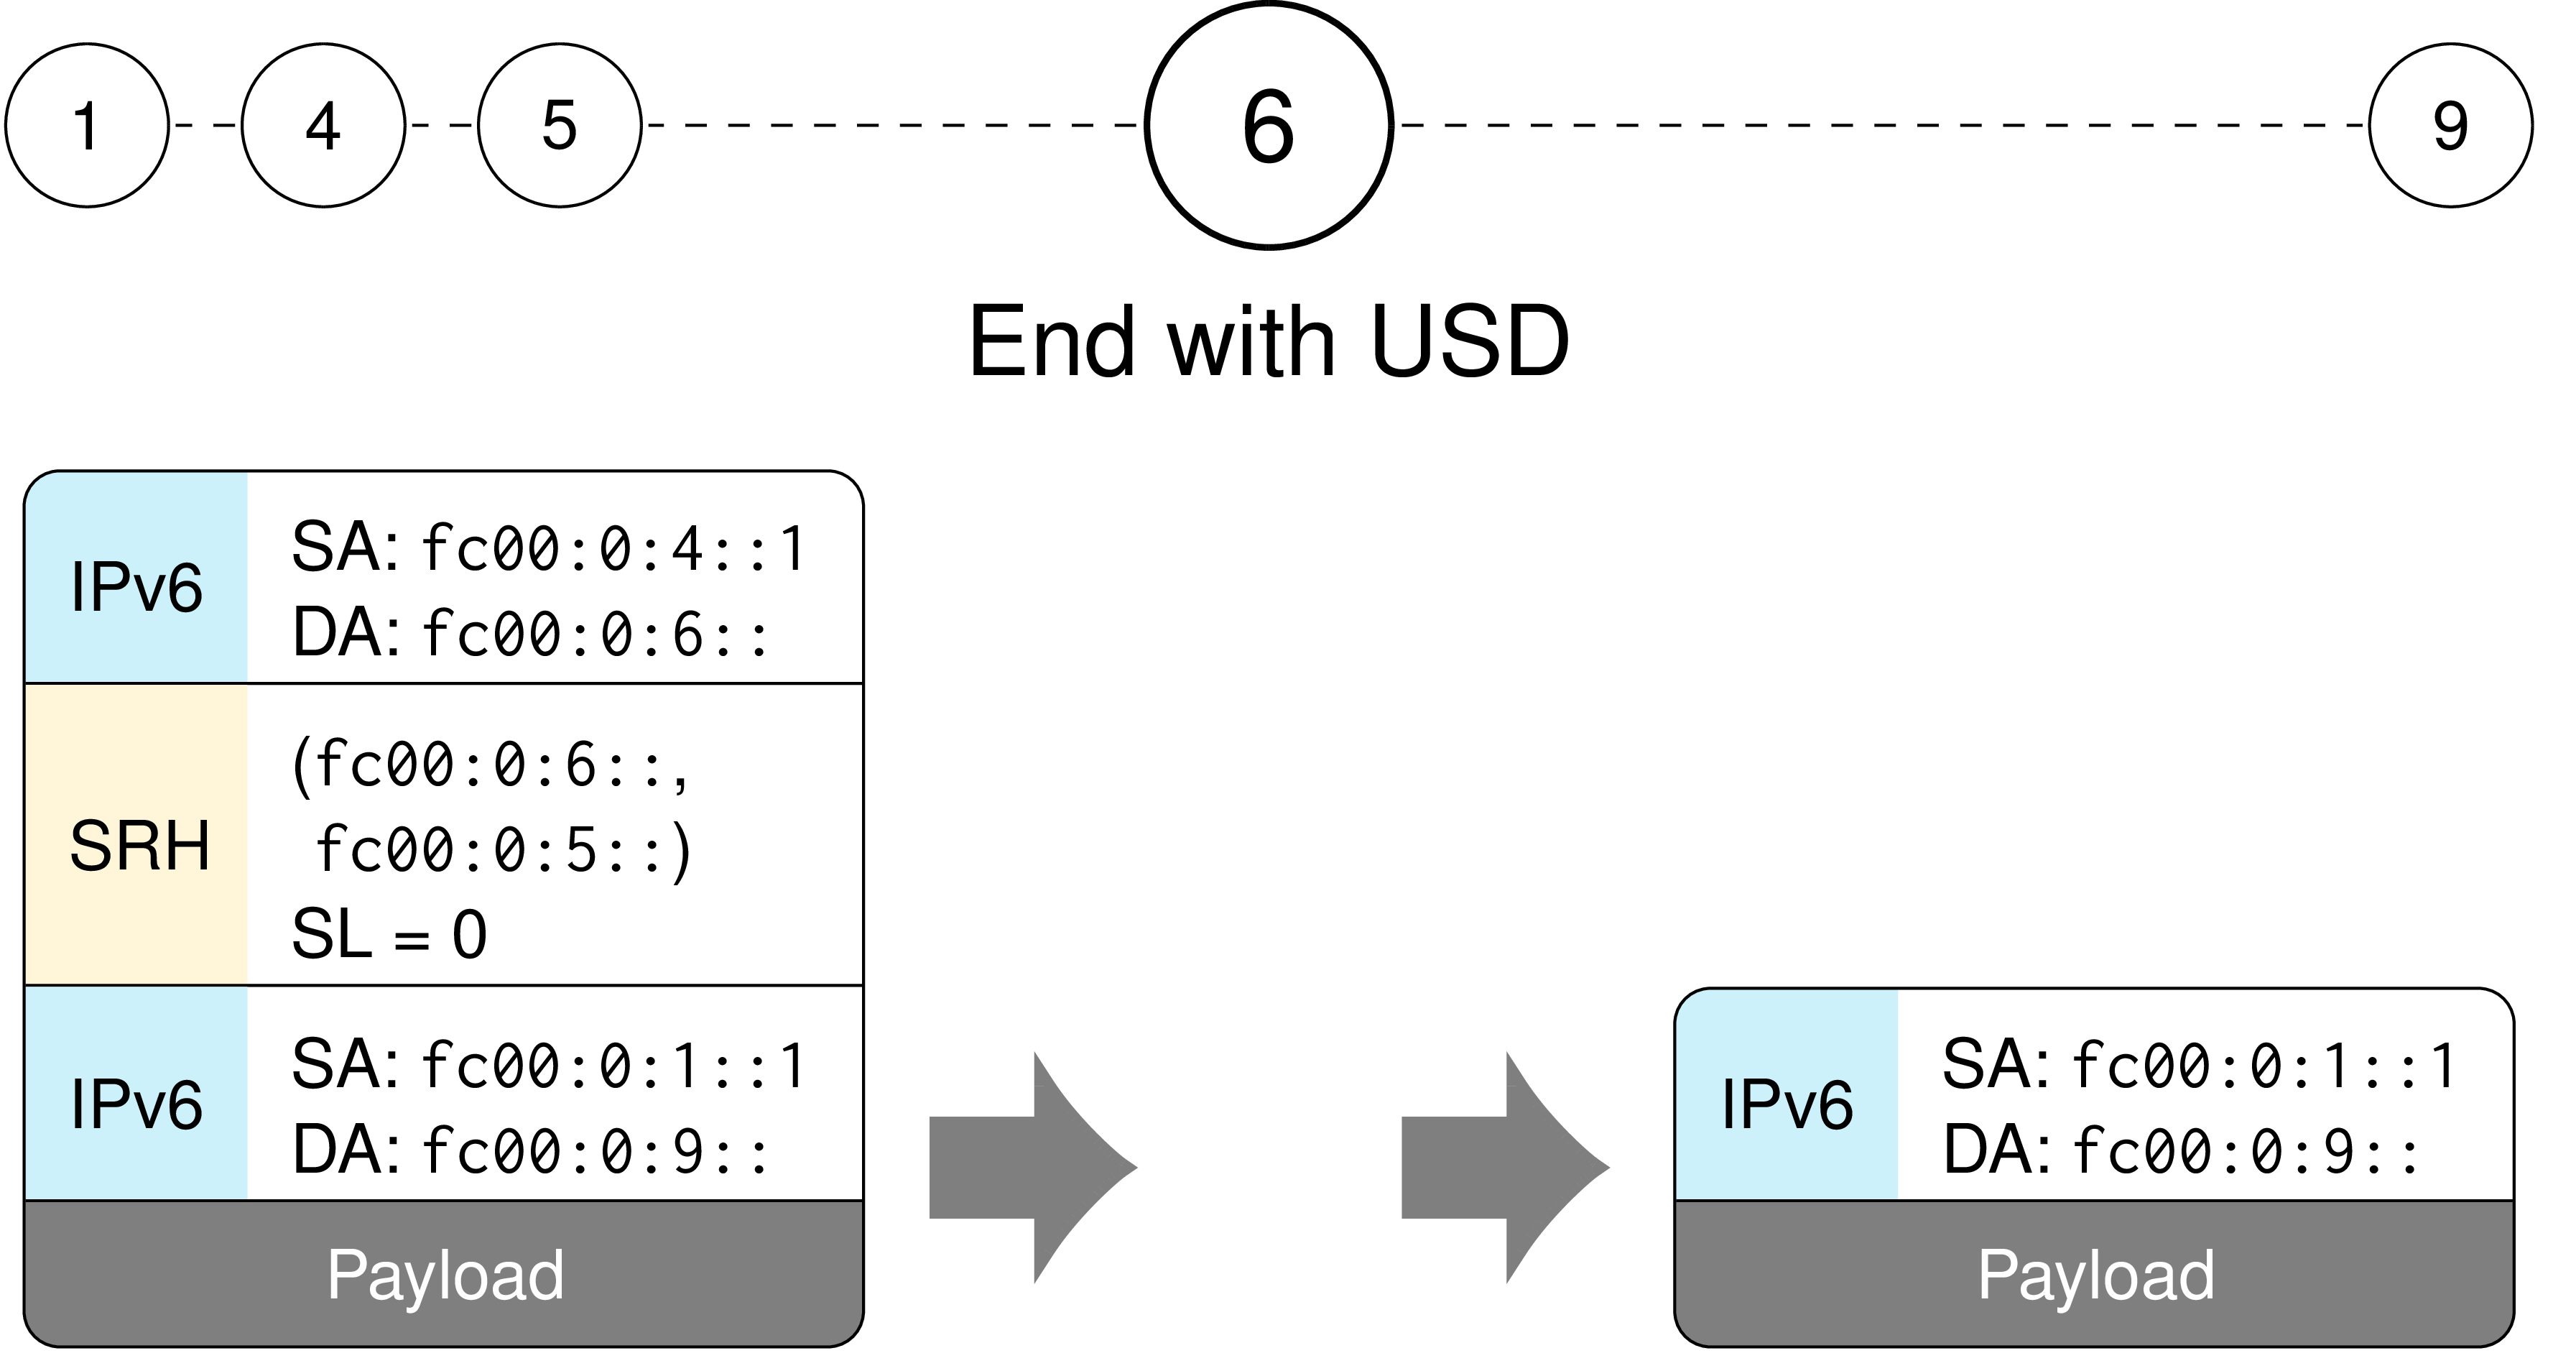 1 4 5 6 9
End with USD
IPv6
SA: fc00:0:4::1
DA: fc00:0:6::
SRH
(fc00:0:6::,
fc00:0:5::)
SL = 0
IPv6
SA: fc00:0:1::1
DA: fc00:0:9::
Payload
IPv6
SA: fc00:0:1::1
DA: fc00:0:9::
Payload